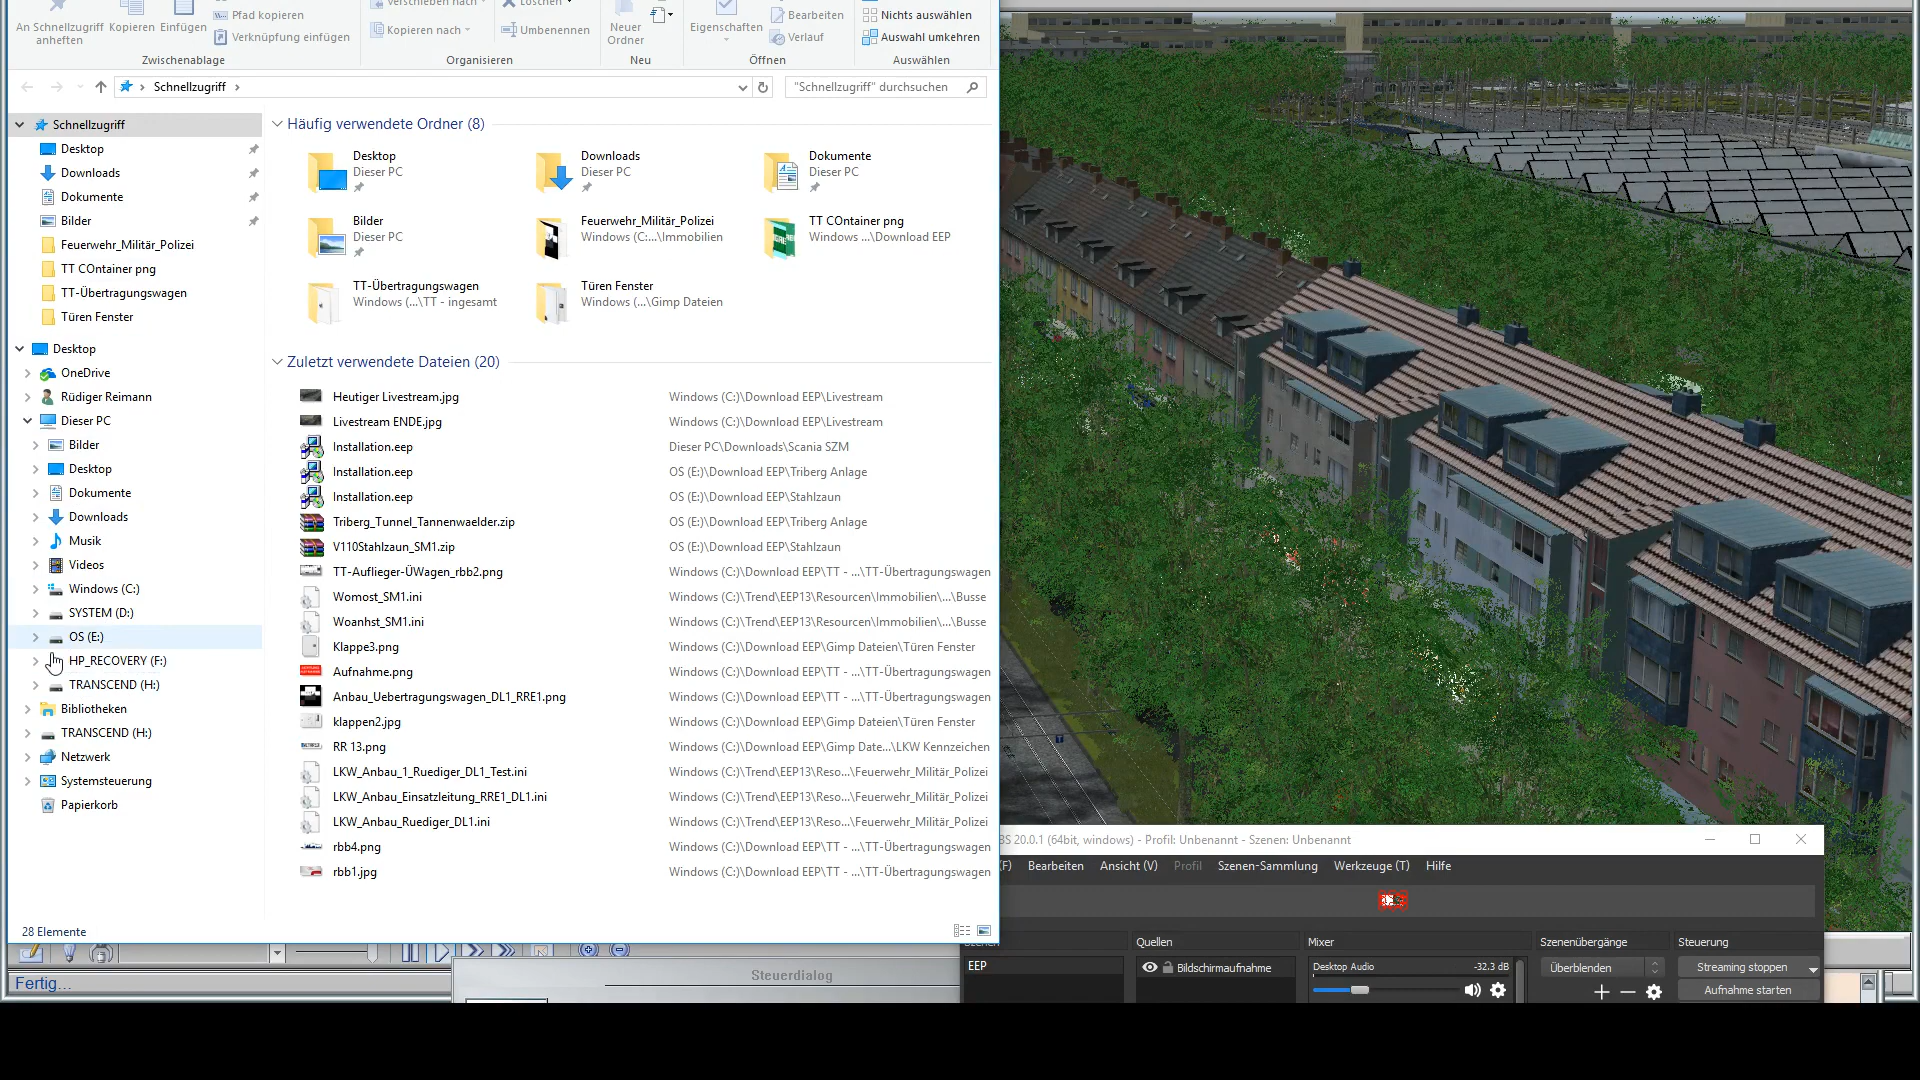 An Schnellzugriff
anheften
Kopieren
Einfügen
Pfad kopieren
Verknüpfung einfügen
Zwischenablage
Verschieben nach
Kopieren nach
Löschen
Umbenennen
Organisieren
Neuer
Ordner
Neu
Eigenschaften
Bearbeiten
Verlauf
Öffnen
Nichts auswählen
Auswahl umkehren
Auswählen
Schnellzugriff
"Schnellzugriff" durchsuchen
Schnellzugriff
Desktop
Downloads
Dokumente
Bilder
Feuerwehr_Militär_Polizei
TT COntainer png
TT-Übertragungswagen
Türen Fenster
Desktop
OneDrive
Rüdiger Reimann
Dieser PC
Bilder
Desktop
Dokumente
Downloads
Musik
Videos
Windows (C:)
SYSTEM (D:)
OS (E:)
HP_RECOVERY (F:)
TRANSCEND (H:)
Bibliotheken
TRANSCEND (H:)
Netzwerk
Systemsteuerung
Papierkorb
Häufig verwendete Ordner (8)
Desktop
Dieser PC
Downloads
Dieser PC
Dokumente
Dieser PC
Bilder
Dieser PC
Feuerwehr_Militär_Polizei
Windows (C:...\Immobilien
TT COntainer png
Windows ...\Download EEP
TT-Übertragungswagen
Windows (...\TT - ingesamt
Türen Fenster
Windows (...\Gimp Dateien
Zuletzt verwendete Dateien (20)
Heutiger Livestream.jpg Windows (C:)\Download EEP\Livestream
Livestream ENDE.jpg Windows (C:)\Download EEP\Livestream
Installation.eep Dieser PC\Downloads\Scania SZM
Installation.eep OS (E:)\Download EEP\Triberg Anlage
Installation.eep OS (E:)\Download EEP\Stahlzaun
Triberg_Tunnel_Tannenwaelder.zip OS (E:)\Download EEP\Triberg Anlage
V110Stahlzaun_SM1.zip OS (E:)\Download EEP\Stahlzaun
TT-Auflieger-ÜWagen_rbb2.png Windows (C:)\Download EEP\TT - ...\TT-Übertragungswagen
Womost_SM1.ini Windows (C:)\Trend\EEP13\Resourcen\Immobilien\...\Busse
Woanhst_SM1.ini Windows (C:)\Trend\EEP13\Resourcen\Immobilien\...\Busse
Klappe3.png Windows (C:)\Download EEP\Gimp Dateien\Türen Fenster
Aufnahme.png Windows (C:)\Download EEP\TT - ...\TT-Übertragungswagen
Anbau_Uebertragungswagen_DL1_RRE1.png Windows (C:)\Download EEP\TT - ...\TT-Übertragungswagen
klappen2.jpg Windows (C:)\Download EEP\Gimp Dateien\Türen Fenster
RR 13.png Windows (C:)\Download EEP\Gimp Date...\LKW Kennzeichen
LKW_Anbau_1_Ruediger_DL1_Test.ini Windows (C:)\Trend\EEP13\Reso...\Feuerwehr_Militär_Polizei
LKW_Anbau_Einsatzleitung_RRE1_DL1.ini Windows (C:)\Trend\EEP13\Reso...\Feuerwehr_Militär_Polizei
LKW_Anbau_Ruediger_DL1.ini Windows (C:)\Trend\EEP13\Reso...\Feuerwehr_Militär_Polizei
rbb4.png Windows (C:)\Download EEP\TT - ...\TT-Übertragungswagen
rbb1.jpg Windows (C:)\Download EEP\TT - ...\TT-Übertragungswagen
28 Elemente
Fertig...
Steuerdialog
BS 20.0.1 (64bit, windows) - Profil: Unbenannt - Szenen: Unbenannt
(F) Bearbeiten Ansicht (V) Profil Szenen-Sammlung Werkzeuge (T) Hilfe
Szenen
EEP
Quellen
Bildschirmaufnahme
Mixer
Desktop Audio -32.3 dB
Szenenübergänge
Überblenden
Steuerung
Streaming stoppen
Aufnahme starten